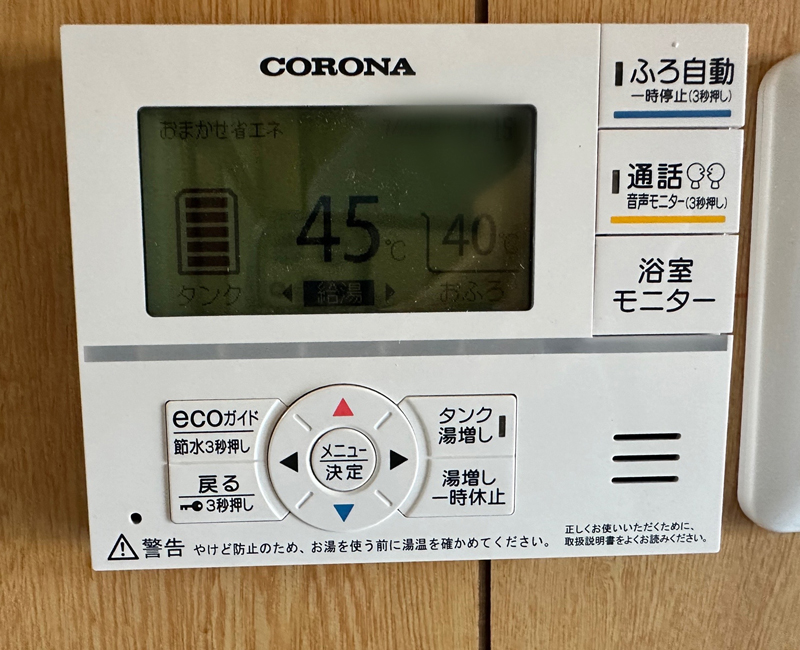 CORONA
おまかせ省エネ
45℃
40℃
タンク
給湯
おふろ
ふろ自動
一時停止(3秒押し)
通話
音声モニター(3秒押し)
浴室
モニター
ecoガイド
節水3秒押し
戻る
3秒押し
メニュー
決定
タンク
湯増し
湯増し
一時休止
警告 やけど防止のため、お湯を使う前に湯温を確かめてください。
正しくお使いいただくために、
取扱説明書をよくお読みください。